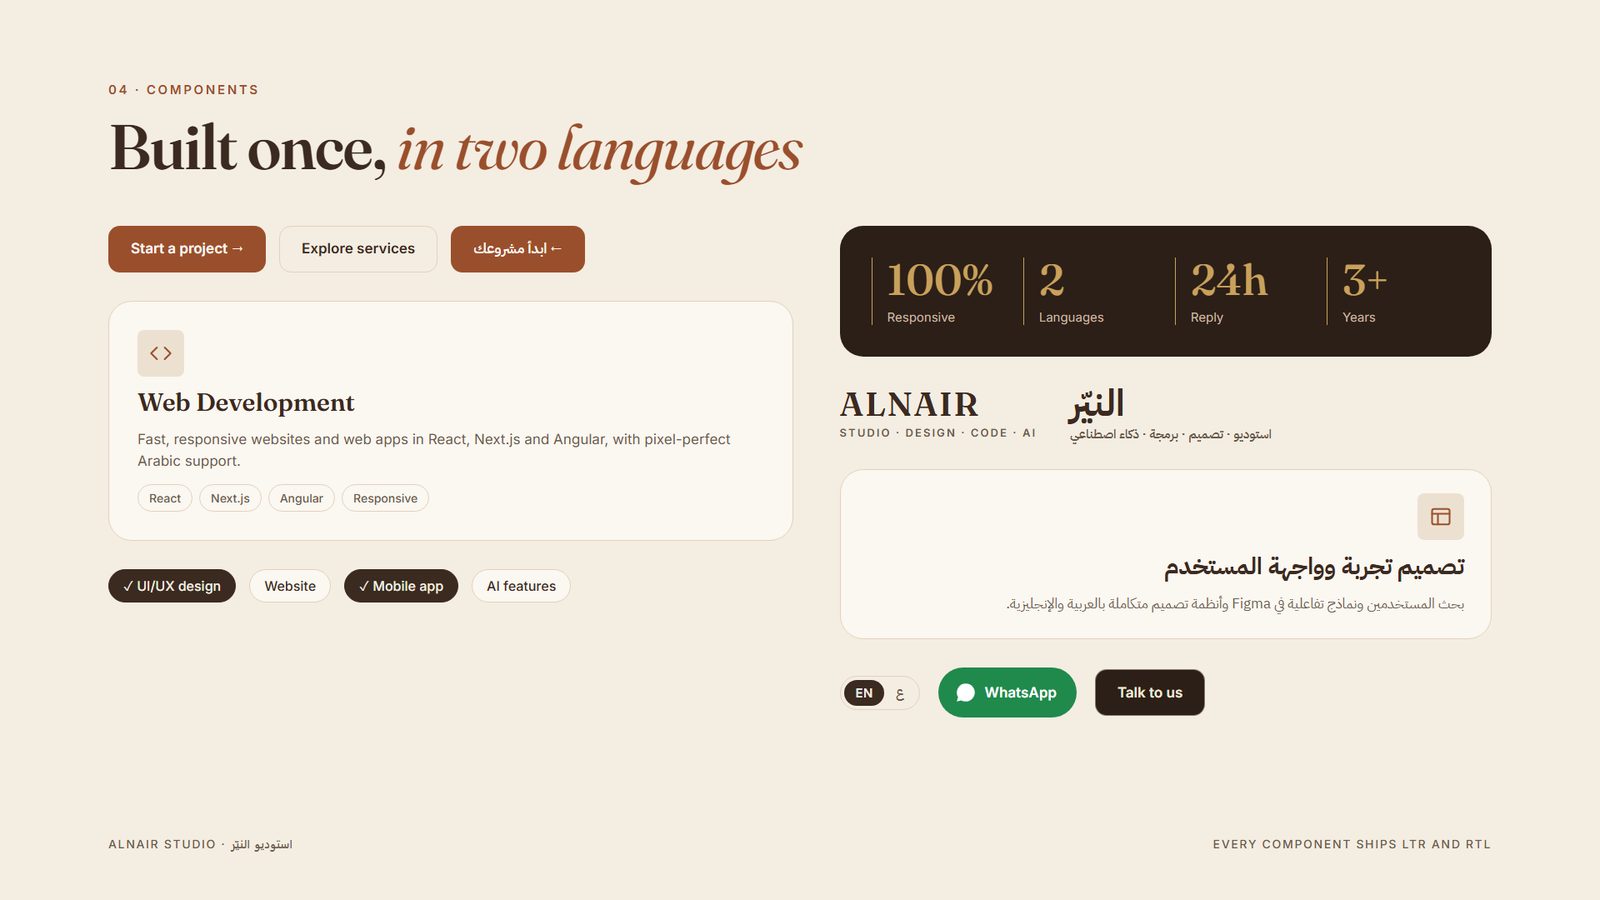 04 · COMPONENTS
Built once, in two languages
Start a project →
Explore services
ابدأ مشروعك ←
Web Development
Fast, responsive websites and web apps in React, Next.js and Angular, with pixel-perfect
Arabic support.
React
Next.js
Angular
Responsive
✓ UI/UX design
Website
✓ Mobile app
AI features
100%
Responsive
2
Languages
24h
Reply
3+
Years
ALNAIR
STUDIO · DESIGN · CODE · AI
النيّر
استوديو · تصميم · برمجة · ذكاء اصطناعي
تصميم تجربة وواجهة المستخدم
بحث المستخدمين ونماذج تفاعلية في Figma وأنظمة تصميم متكاملة بالعربية والإنجليزية.
EN
ع
WhatsApp
Talk to us
ALNAIR STUDIO · استوديو النيّر
EVERY COMPONENT SHIPS LTR AND RTL